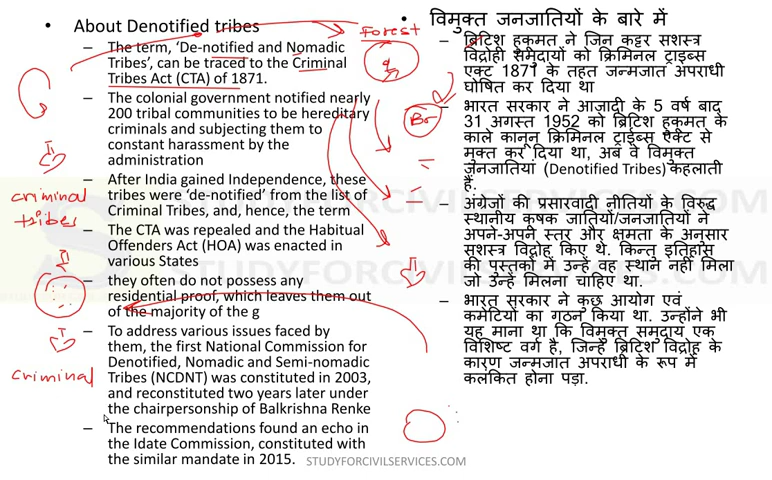 • About Denotified tribes
– The term, ‘De-notified and Nomadic
Tribes’, can be traced to the Criminal
Tribes Act (CTA) of 1871.
– The colonial government notified nearly
200 tribal communities to be hereditary
criminals and subjecting them to
constant harassment by the
administration
– After India gained Independence, these
tribes were ‘de-notified’ from the list of
Criminal Tribes, and, hence, the term
– The CTA was repealed and the Habitual
Offenders Act (HOA) was enacted in
various States
– they often do not possess any
residential proof, which leaves them out
of the majority of the g
– To address various issues faced by
them, the first National Commission for
Denotified, Nomadic and Semi-nomadic
Tribes (NCDNT) was constituted in 2003,
and reconstituted two years later under
the chairpersonship of Balkrishna Renke
– The recommendations found an echo in
the Idate Commission, constituted with
the similar mandate in 2015.
criminal
tribes
criminal
Forest
Br
• विमुक्त जनजातियों के बारे में
– ब्रिटिश हुकूमत ने जिन कट्टर सशस्त्र
विद्रोही समुदायों को क्रिमिनल ट्राइब्स
एक्ट 1871 के तहत जन्मजात अपराधी
घोषित कर दिया था
– भारत सरकार ने आज़ादी के 5 वर्ष बाद
31 अगस्त 1952 को ब्रिटिश हुकूमत के
काले कानून क्रिमिनल ट्राईब्स ऐक्ट से
मुक्त कर दिया था, अब वे विमुक्त
जनजातियां (Denotified Tribes) कहलाती
हैं.
– अंग्रेजों की प्रसारवादी नीतियों के विरुद्ध
स्थानीय कृषक जातियों/जनजातियों ने
अपने-अपने स्तर और क्षमता के अनुसार
सशस्त्र विद्रोह किए थे. किन्तु इतिहास
की पुस्तकों में उन्हें वह स्थान नहीं मिला
जो उन्हें मिलना चाहिए था.
– भारत सरकार ने कुछ आयोग एवं
कमेटियों का गठन किया था. उन्होंने भी
यह माना था कि विमुक्त समुदाय एक
विशिष्ट वर्ग है, जिन्हें ब्रिटिश विद्रोह के
कारण जन्मजात अपराधी के रूप में
कलंकित होना पड़ा.
STUDYFORCIVILSERVICES.COM